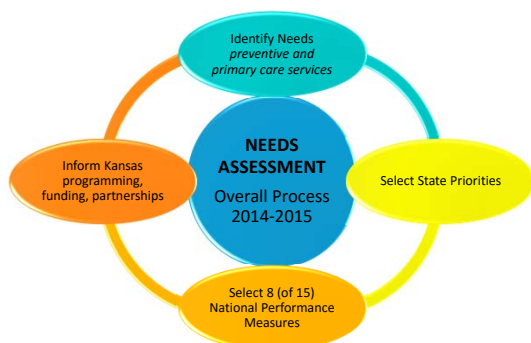 Identify Needs
preventive and
primary care services
NEEDS
ASSESSMENT
Overall Process
2014-2015
Inform Kansas
programming,
funding, partnerships
Select State Priorities
Select 8 (of 15)
National Performance
Measures